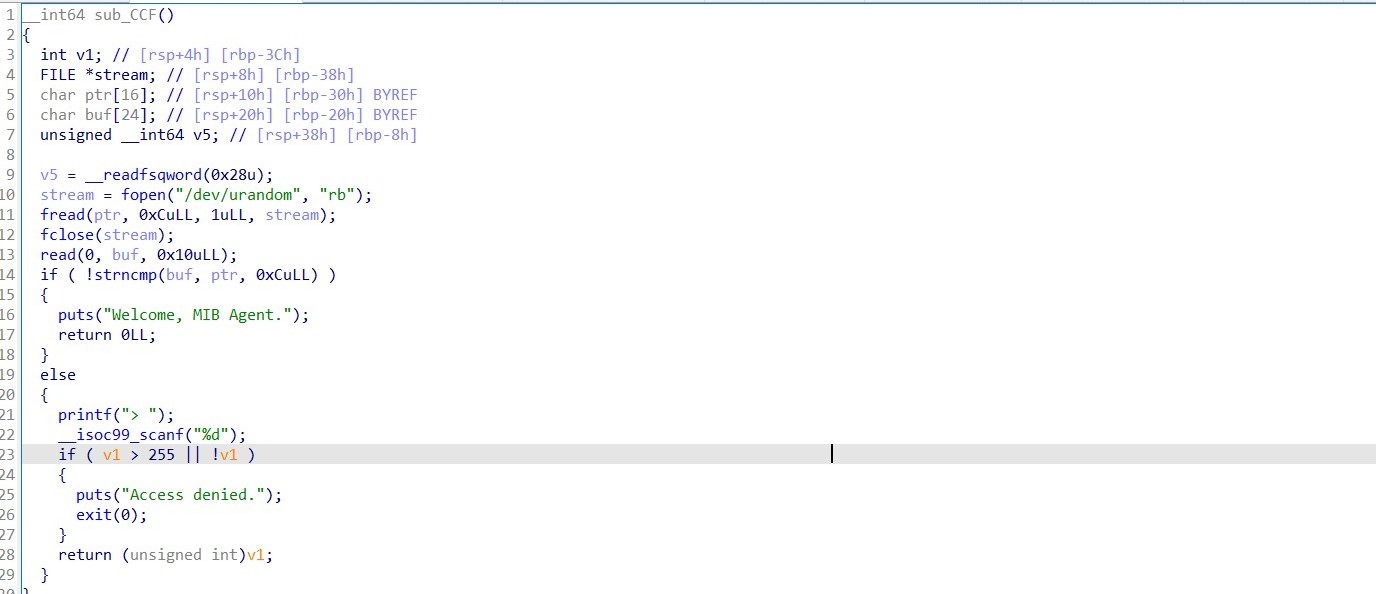 1 __int64 sub_CCF()
2 {
3 int v1; // [rsp+4h] [rbp-3Ch]
4 FILE *stream; // [rsp+8h] [rbp-38h]
5 char ptr[16]; // [rsp+10h] [rbp-30h] BYREF
6 char buf[24]; // [rsp+20h] [rbp-20h] BYREF
7 unsigned __int64 v5; // [rsp+38h] [rbp-8h]
8
9 v5 = __readfsqword(0x28u);
10 stream = fopen("/dev/urandom", "rb");
11 fread(ptr, 0xCuLL, 1uLL, stream);
12 fclose(stream);
13 read(0, buf, 0x10uLL);
14 if ( !strncmp(buf, ptr, 0xCuLL) )
15 {
16 puts("Welcome, MIB Agent.");
17 return 0LL;
18 }
19 else
20 {
21 printf("> ");
22 __isoc99_scanf("%d");
23 if ( v1 > 255 || !v1 )
24 {
25 puts("Access denied.");
26 exit(0);
27 }
28 return (unsigned int)v1;
29 }
30 }